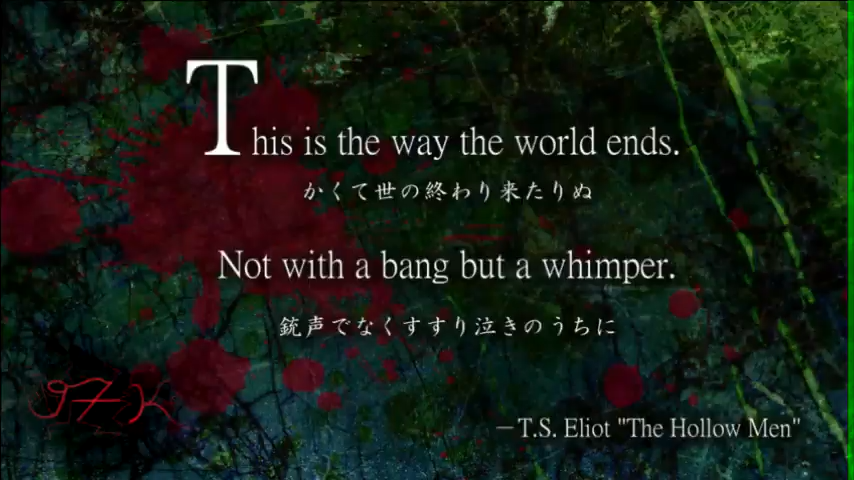 This is the way the world ends.
かくて世の終わり来たりぬ
Not with a bang but a whimper.
銃声でなくすすり泣きのうちに
—T.S. Eliot "The Hollow Men"